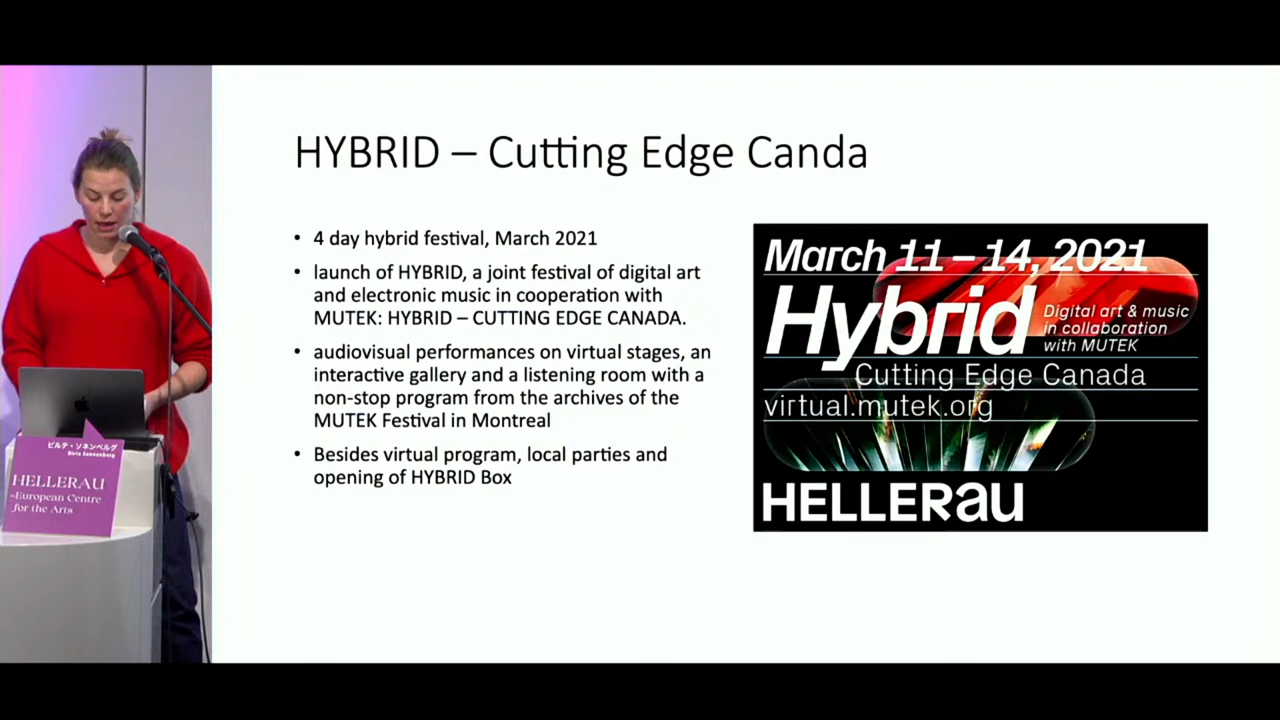 HYBRID – Cutting Edge Canda
• 4 day hybrid festival, March 2021
• launch of HYBRID, a joint festival of digital art
and electronic music in cooperation with
MUTEK: HYBRID – CUTTING EDGE CANADA.
• audiovisual performances on virtual stages, an
interactive gallery and a listening room with a
non-stop program from the archives of the
MUTEK Festival in Montreal
• Besides virtual program, local parties and
opening of HYBRID Box
March 11 – 14, 2021
Hybrid
Digital art & music
in collaboration
with MUTEK
Cutting Edge Canada
virtual.mutek.org
HELLERAU
ビルテ・ソネンベルグ
Birte Sonnenberg
HELLERAU
-European Centre
for the Arts